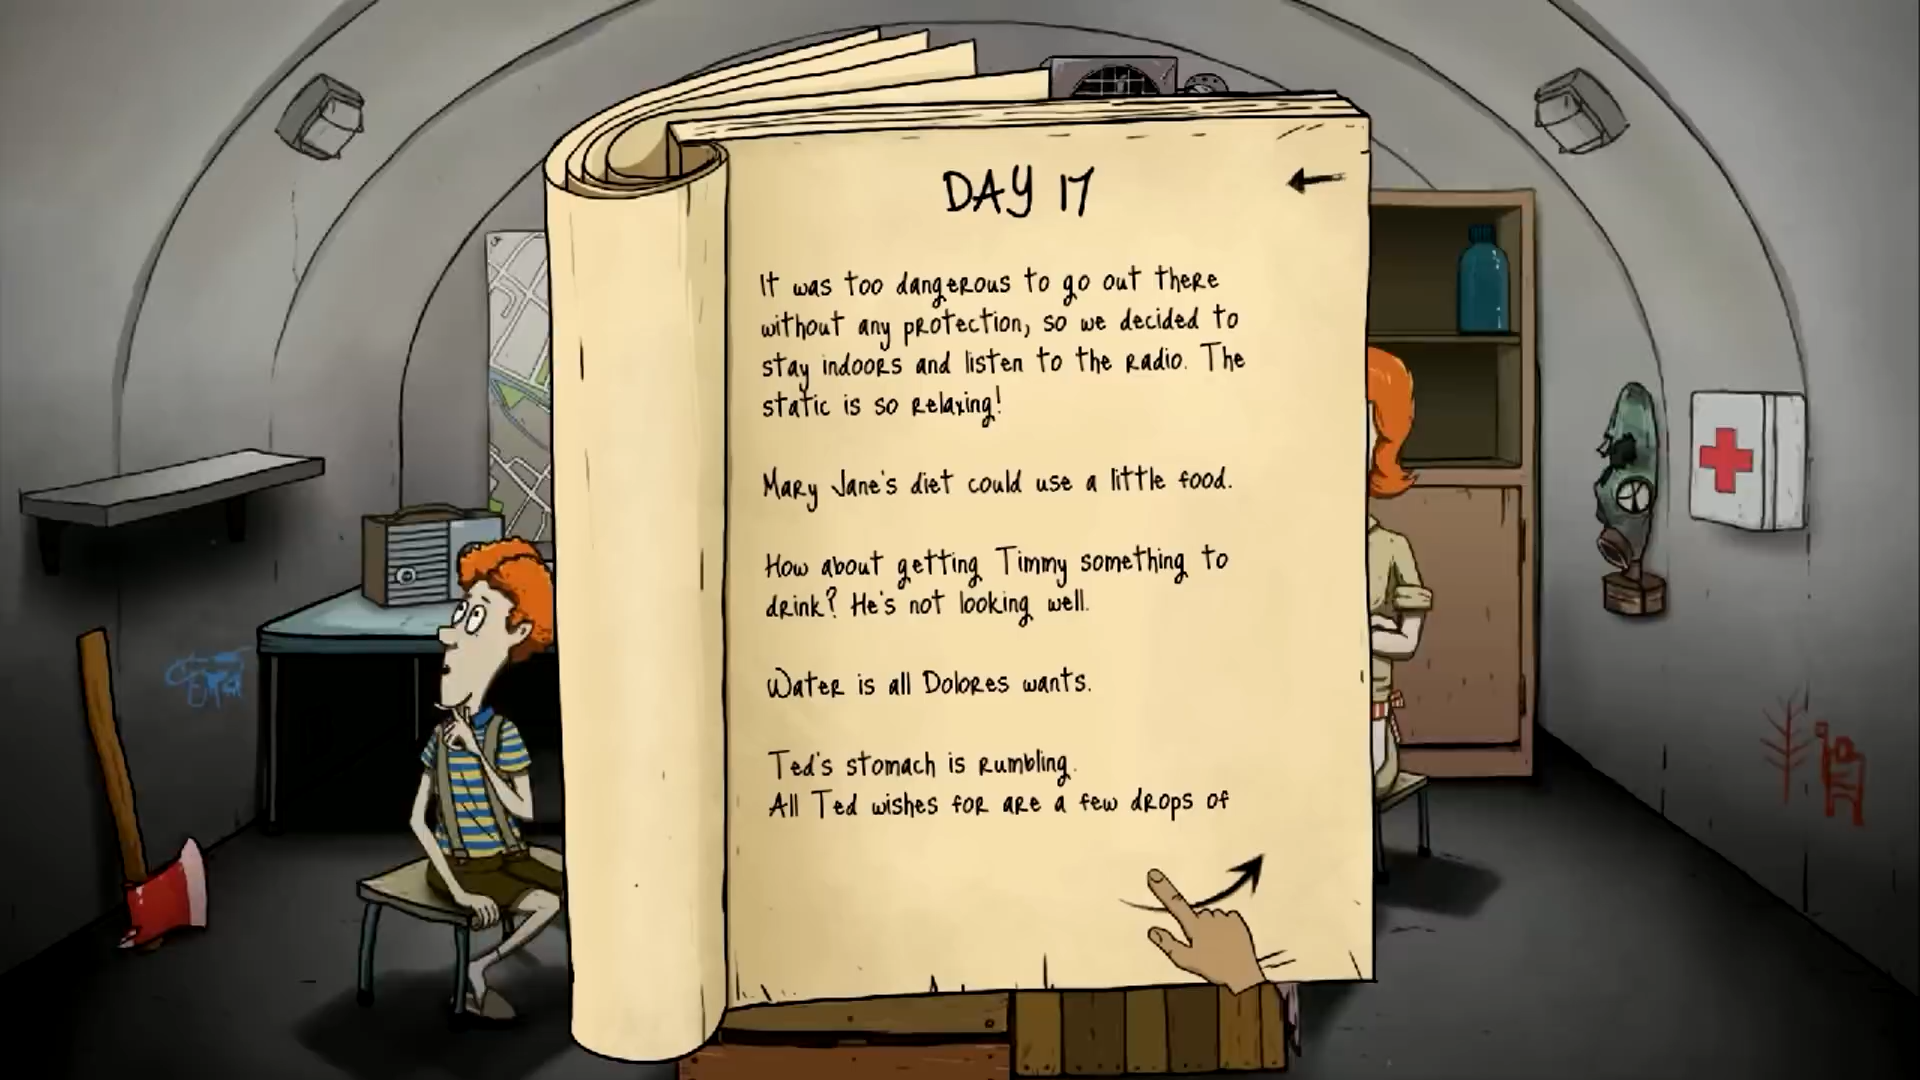 DAY 17
It was too dangerous to go out there
without any protection, so we decided to
stay indoors and listen to the radio. The
static is so relaxing!
Mary Jane's diet could use a little food.
How about getting Timmy something to
drink? He's not looking well.
Water is all Dolores wants.
Ted's stomach is rumbling.
All Ted wishes for are a few drops of